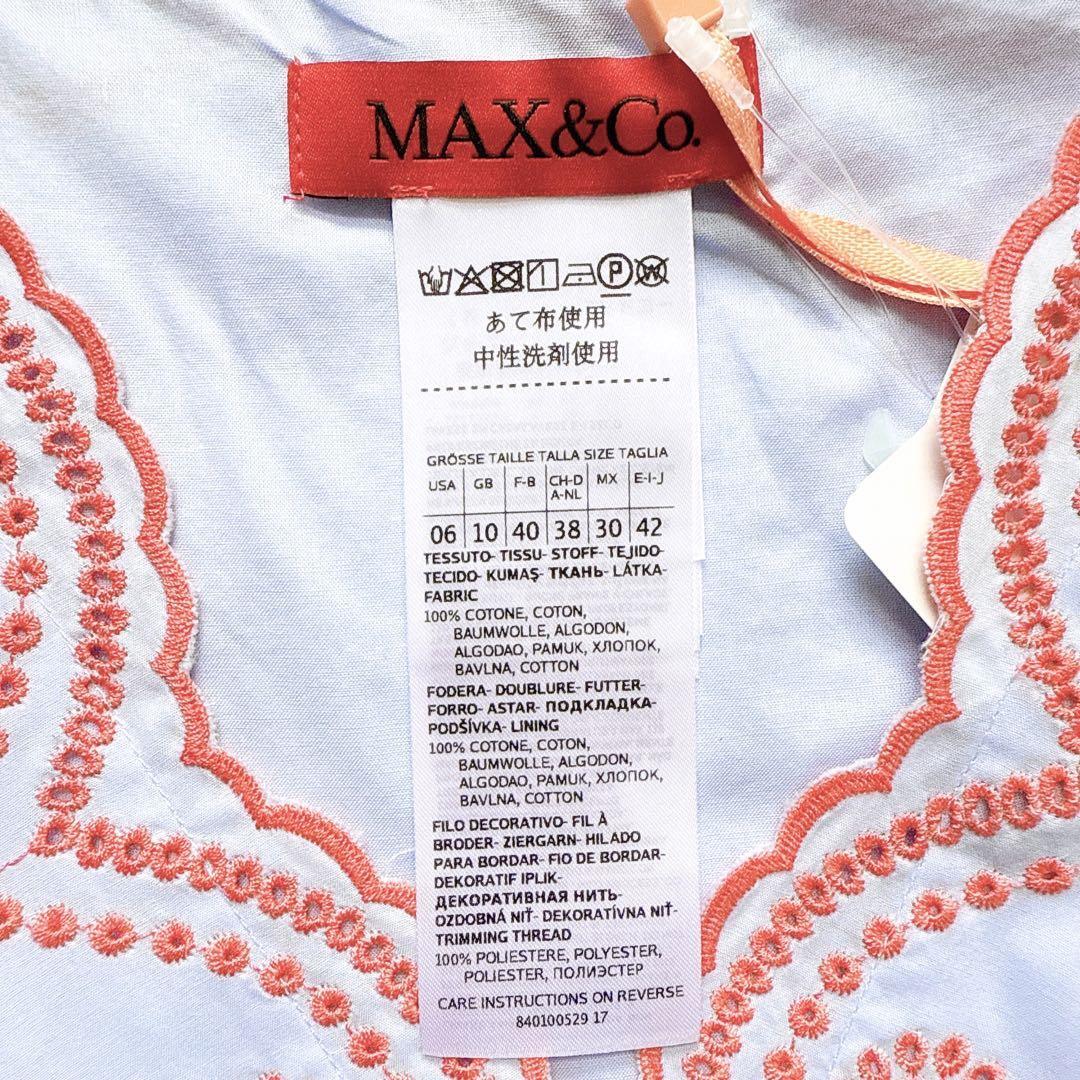 MAX&Co.
P W
あて布使用
中性洗剤使用
GRÖSSE TAILLE TALLA SIZE TAGLIA
USA GB F-B CH-D A-NL MX E-I-J
06 10 40 38 30 42
TESSUTO- TISSU- STOFF- TEJIDO-
TECIDO- KUMAŞ- ТКАНЬ- LÁTKA-
FABRIC
100% COTONE, COTON,
BAUMWOLLE, ALGODON,
ALGODAO, PAMUK, ХЛОПОК,
BAVLNA, COTTON
FODERA- DOUBLURE- FUTTER-
FORRO- ASTAR- ПОДКЛАДКА-
PODŠÍVKA- LINING
100% COTONE, COTON,
BAUMWOLLE, ALGODON,
ALGODAO, PAMUK, ХЛОПОК,
BAVLNA, COTTON
FILO DECORATIVO- FIL À
BRODER- ZIERGARN- HILADO
PARA BORDAR- FIO DE BORDAR-
DEKORATIF IPLIK-
ДЕКОРАТИВНАЯ НИТЬ-
OZDOBNÁ NIŤ- DEKORATÍVNA NIŤ-
TRIMMING THREAD
100% POLIESTERE, POLYESTER,
POLIESTER, ПОЛИЭСТЕР
CARE INSTRUCTIONS ON REVERSE
840100529 17